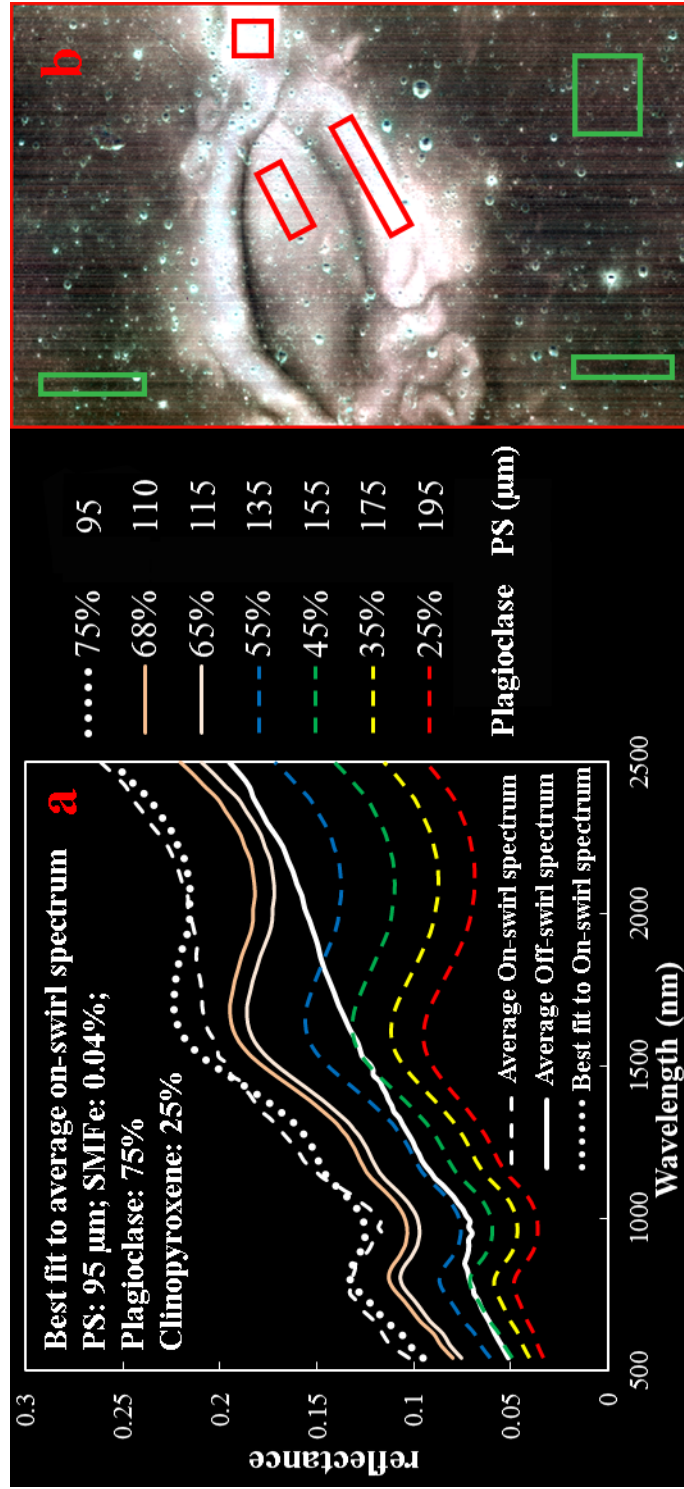 a
Best fit to average on-swirl spectrum
PS: 95 µm; SMFe: 0.04%;
Plagioclase: 75%
Clinopyroxene: 25%
0.3
0.25
0.2
0.15
0.1
0.05
0
reflectance
500
1000
1500
2000
2500
Wavelength (nm)
Average On-swirl spectrum
Average Off-swirl spectrum
Best fit to On-swirl spectrum
75% 95
68% 110
65% 115
55% 135
45% 155
35% 175
25% 195
Plagioclase PS (µm)
b